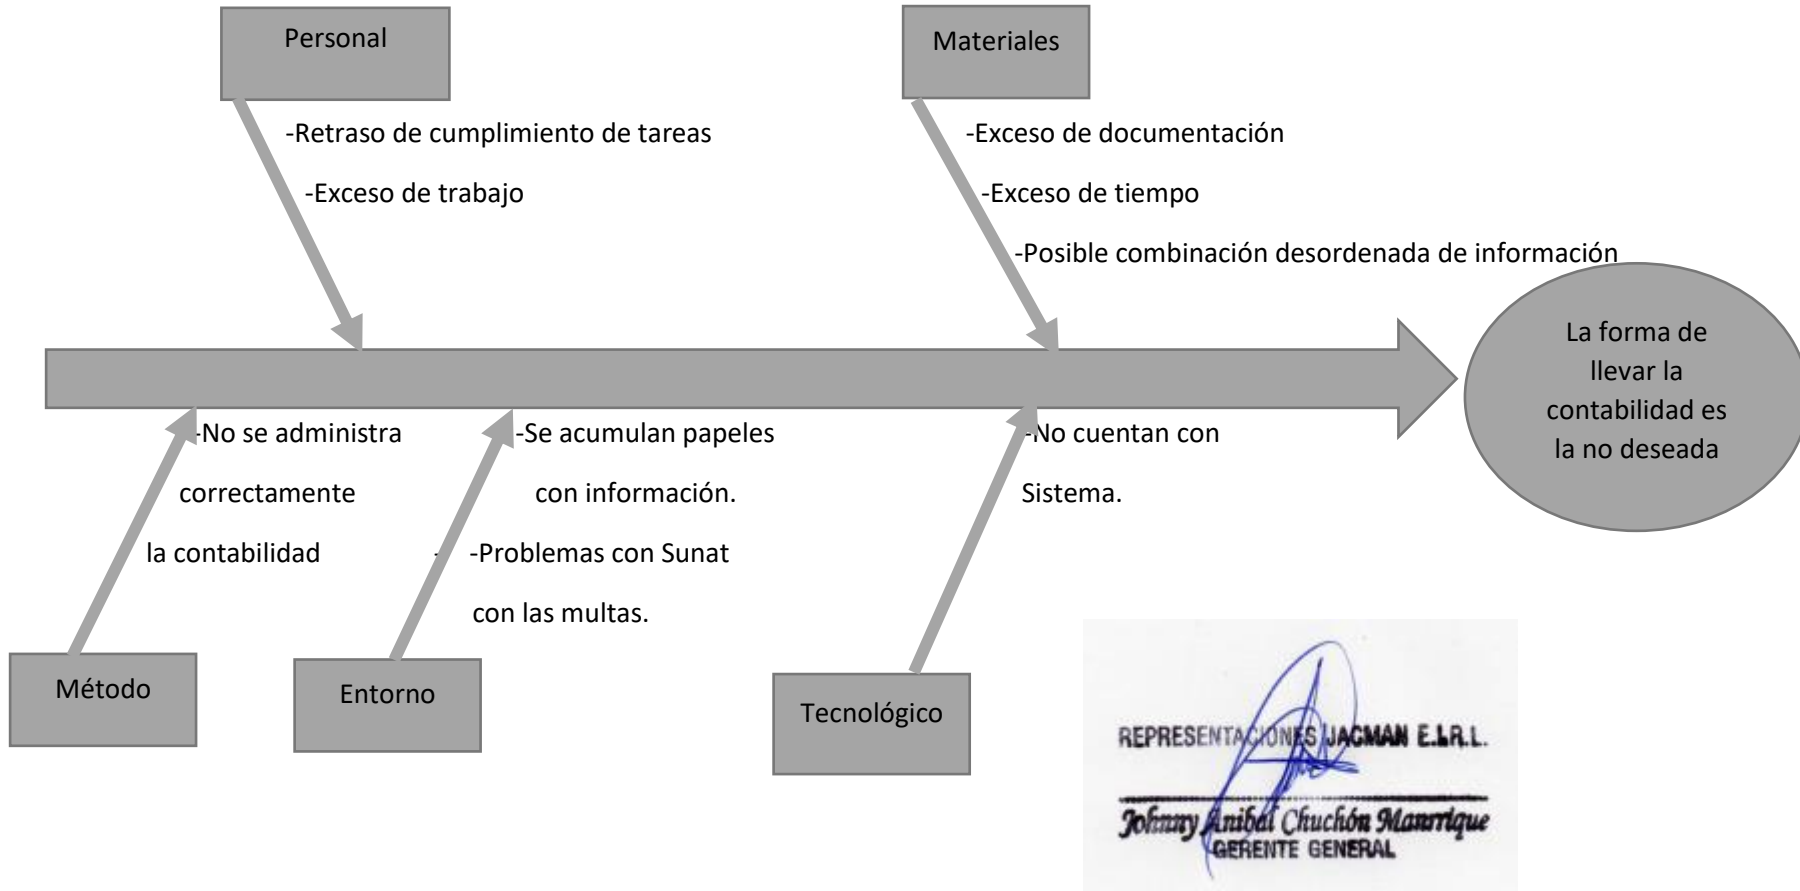 Personal
-Retraso de cumplimiento de tareas
-Exceso de trabajo
Materiales
-Exceso de documentación
-Exceso de tiempo
-Posible combinación desordenada de información
La forma de
llevar la
contabilidad es
la no deseada
-No se administra
correctamente
la contabilidad
Método
-Se acumulan papeles
con información.
- -Problemas con Sunat
con las multas.
Entorno
-No cuentan con
Sistema.
Tecnológico
REPRESENTACIONES JACMAN E.I.R.L.
Johnny Anibal Chuchón Manrrique
GERENTE GENERAL